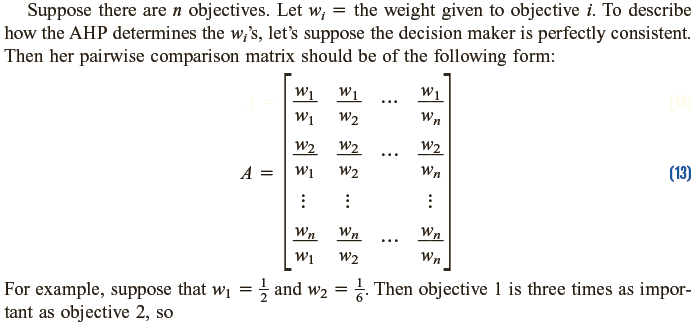 Suppose there are n objectives. Let wᵢ = the weight given to objective i. To describe
how the AHP determines the wᵢ's, let's suppose the decision maker is perfectly consistent.
Then her pairwise comparison matrix should be of the following form:
A = [ w₁/w₁ w₁/w₂ ⋯ w₁/wₙ
w₂/w₁ w₂/w₂ ⋯ w₂/wₙ
⋮ ⋮ ⋮
wₙ/w₁ wₙ/w₂ ⋯ wₙ/wₙ ] (13)
For example, suppose that w₁ = 1/2 and w₂ = 1/6. Then objective 1 is three times as impor-
tant as objective 2, so